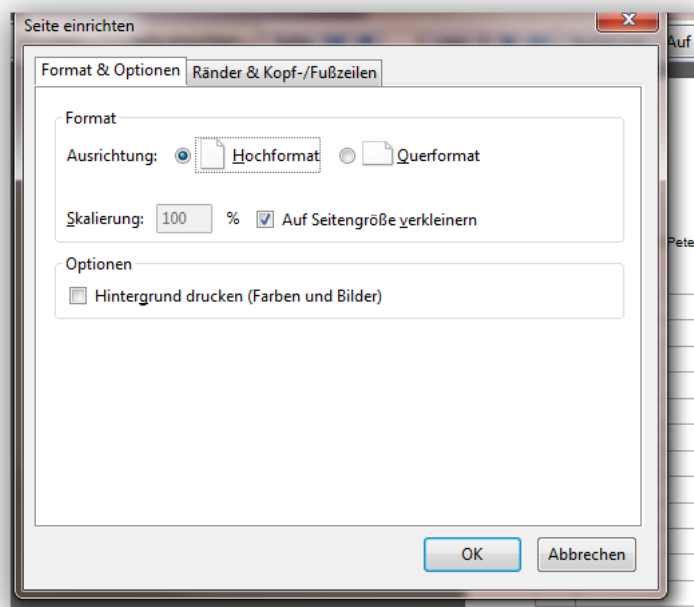 Seite einrichten
Auf
Format & Optionen Ränder & Kopf-/Fußzeilen
Format
Ausrichtung: Hochformat Querformat
Skalierung: 100 % Auf Seitengröße verkleinern
Pete
Optionen
Hintergrund drucken (Farben und Bilder)
OK Abbrechen